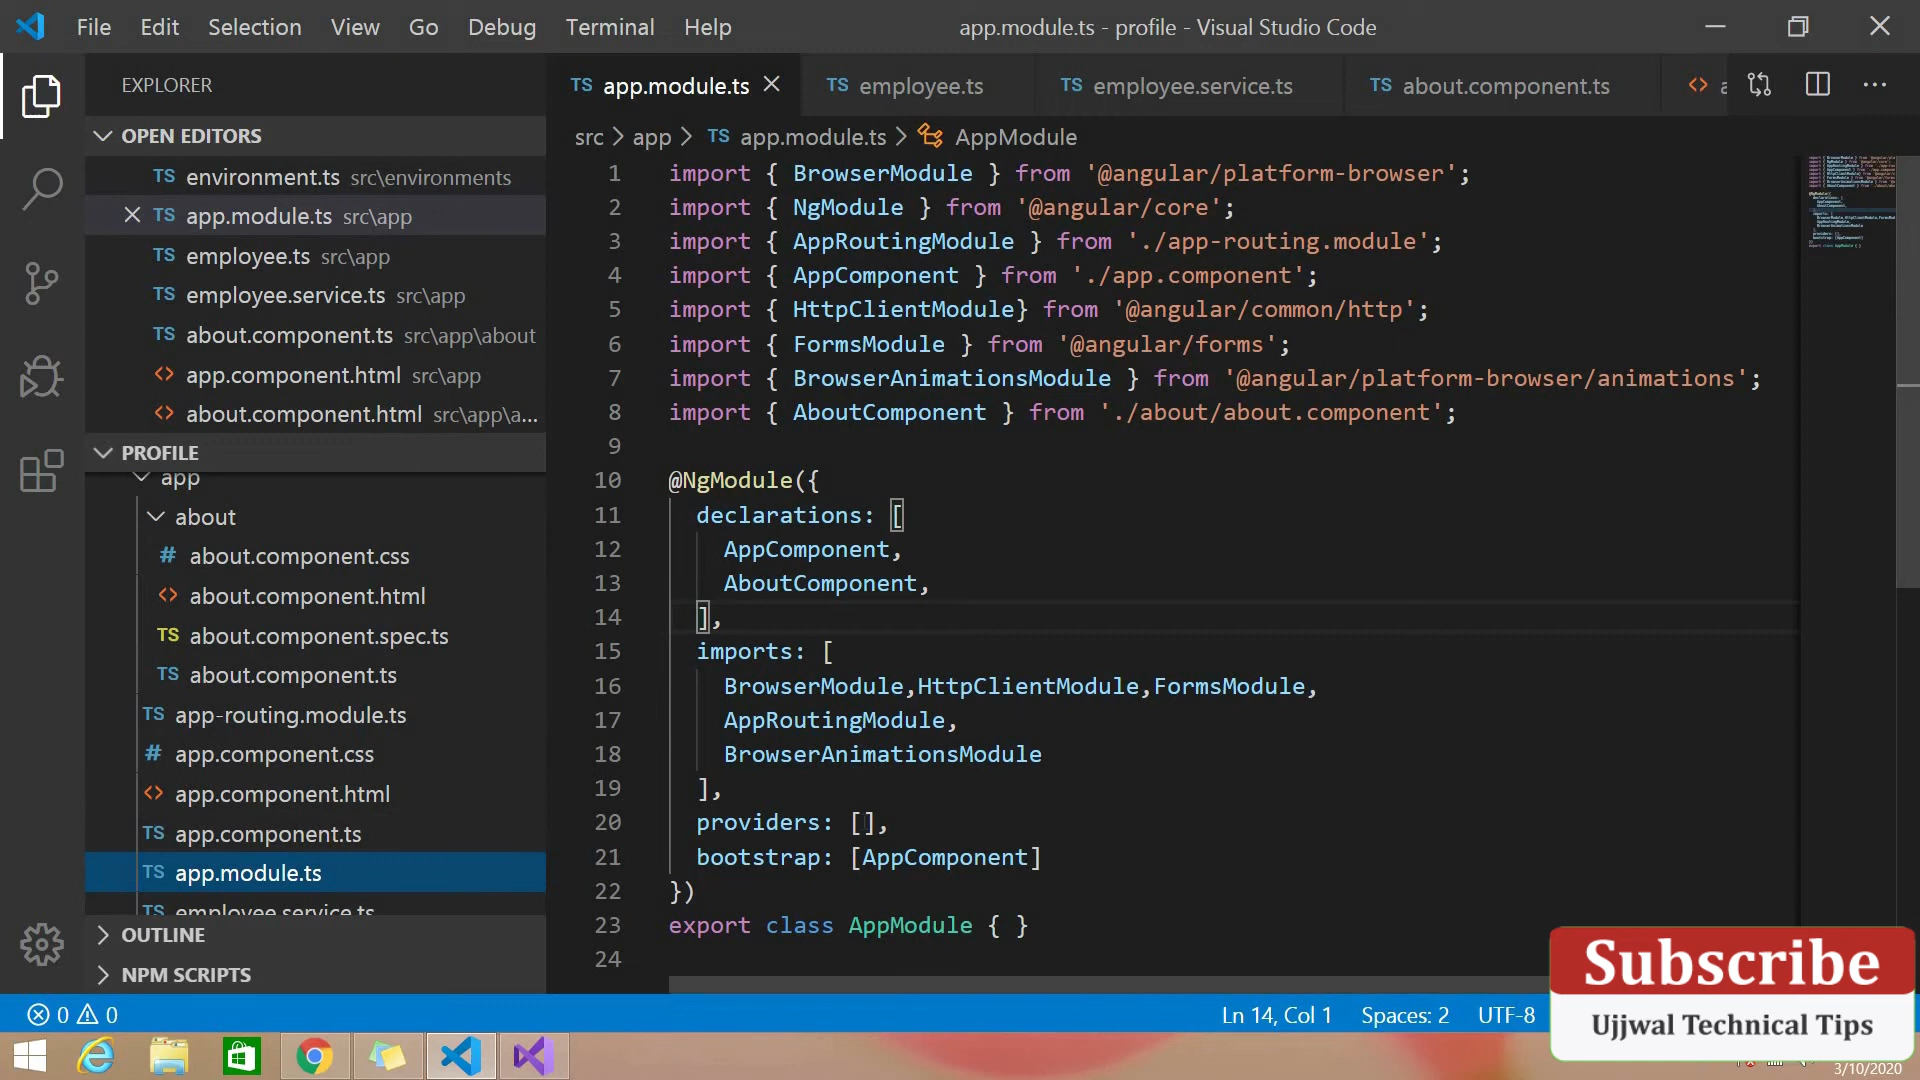 File Edit Selection View Go Debug Terminal Help app.module.ts - profile - Visual Studio Code
EXPLORER
OPEN EDITORS
TS environment.ts src\environments
TS app.module.ts src\app
TS employee.ts src\app
TS employee.service.ts src\app
TS about.component.ts src\app\about
<> app.component.html src\app
<> about.component.html src\app\a...
PROFILE
app
about
# about.component.css
<> about.component.html
TS about.component.spec.ts
TS about.component.ts
TS app-routing.module.ts
# app.component.css
<> app.component.html
TS app.component.ts
TS app.module.ts
TS employee.service.ts
OUTLINE
NPM SCRIPTS
TS app.module.ts TS employee.ts TS employee.service.ts TS about.component.ts <> a
src > app > TS app.module.ts > AppModule
1 import { BrowserModule } from '@angular/platform-browser';
2 import { NgModule } from '@angular/core';
3 import { AppRoutingModule } from './app-routing.module';
4 import { AppComponent } from './app.component';
5 import { HttpClientModule} from '@angular/common/http';
6 import { FormsModule } from '@angular/forms';
7 import { BrowserAnimationsModule } from '@angular/platform-browser/animations';
8 import { AboutComponent } from './about/about.component';
9
10 @NgModule({
11 declarations: [
12 AppComponent,
13 AboutComponent,
14 ],
15 imports: [
16 BrowserModule,HttpClientModule,FormsModule,
17 AppRoutingModule,
18 BrowserAnimationsModule
19 ],
20 providers: [],
21 bootstrap: [AppComponent]
22 })
23 export class AppModule { }
24
0 0 Ln 14, Col 1 Spaces: 2 UTF-8
Subscribe
Ujjwal Technical Tips
3/10/2020